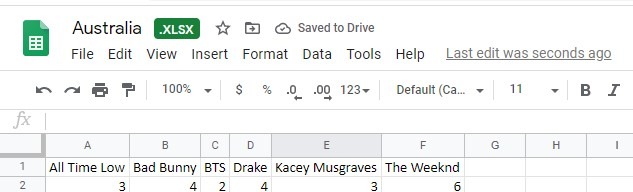 Australia .XLSX Saved to Drive
File Edit View Insert Format Data Tools Help Last edit was seconds ago
100% $ % .0 .00 123 Default (Ca... 11 B I
fx
A B C D E F G H I
1 All Time Low Bad Bunny BTS Drake Kacey Musgraves The Weeknd
2 3 4 2 4 3 6